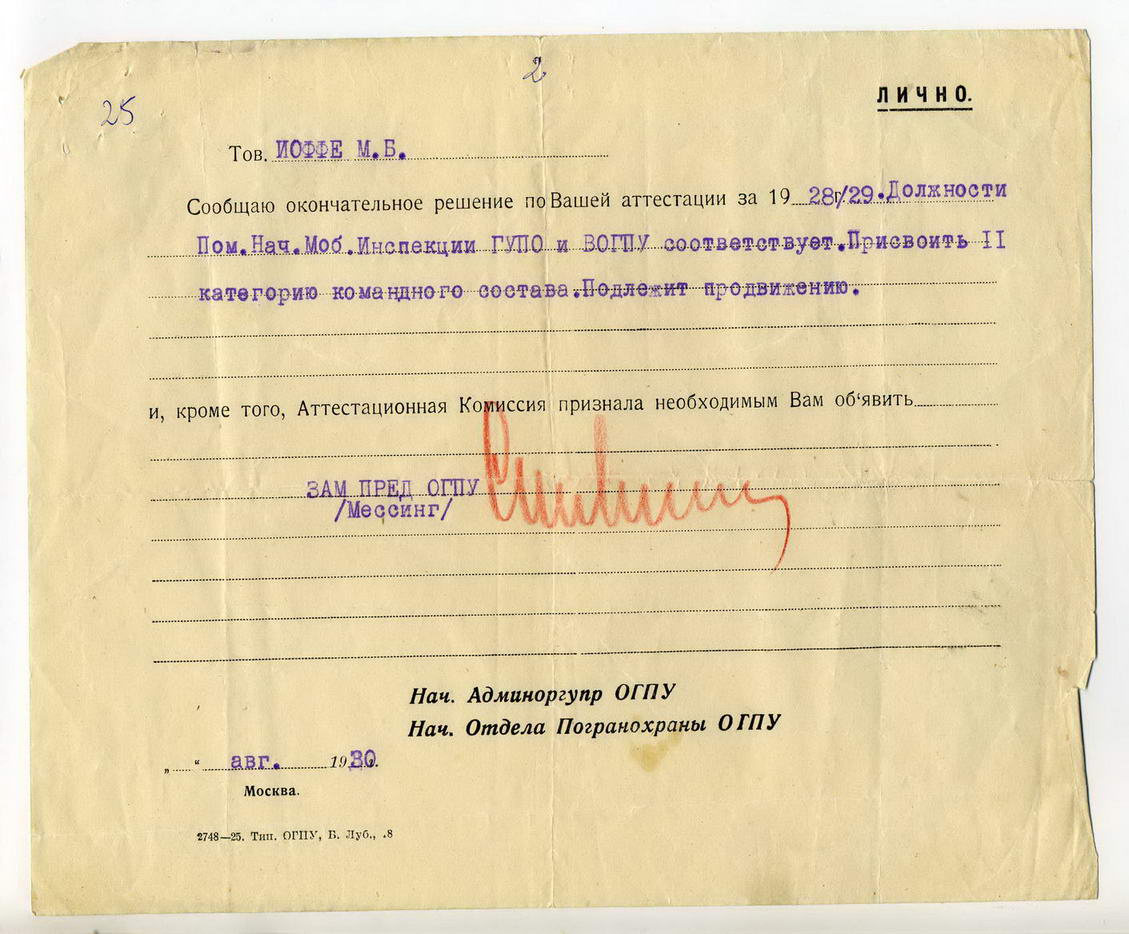 2
25
ЛИЧНО.
Тов. ИОФФЕ М.Б.
Сообщаю окончательное решение по Вашей аттестации за 19 28г/29.Должности
Пом.Нач.Моб.Инспекции ГУПО и ВОГПУ соответствует.Присвоить II
категорию командного состава.Подлежит продвижению.
и, кроме того, Аттестационная Комиссия признала необходимым Вам об‘явить
ЗАМ ПРЕД ОГПУ
/Мессинг/
Нач. Админоргупр ОГПУ
Нач. Отдела Погранохраны ОГПУ
„ “ авг. 1930.
Москва.
2748—25. Тип. ОГПУ, Б. Луб., 18